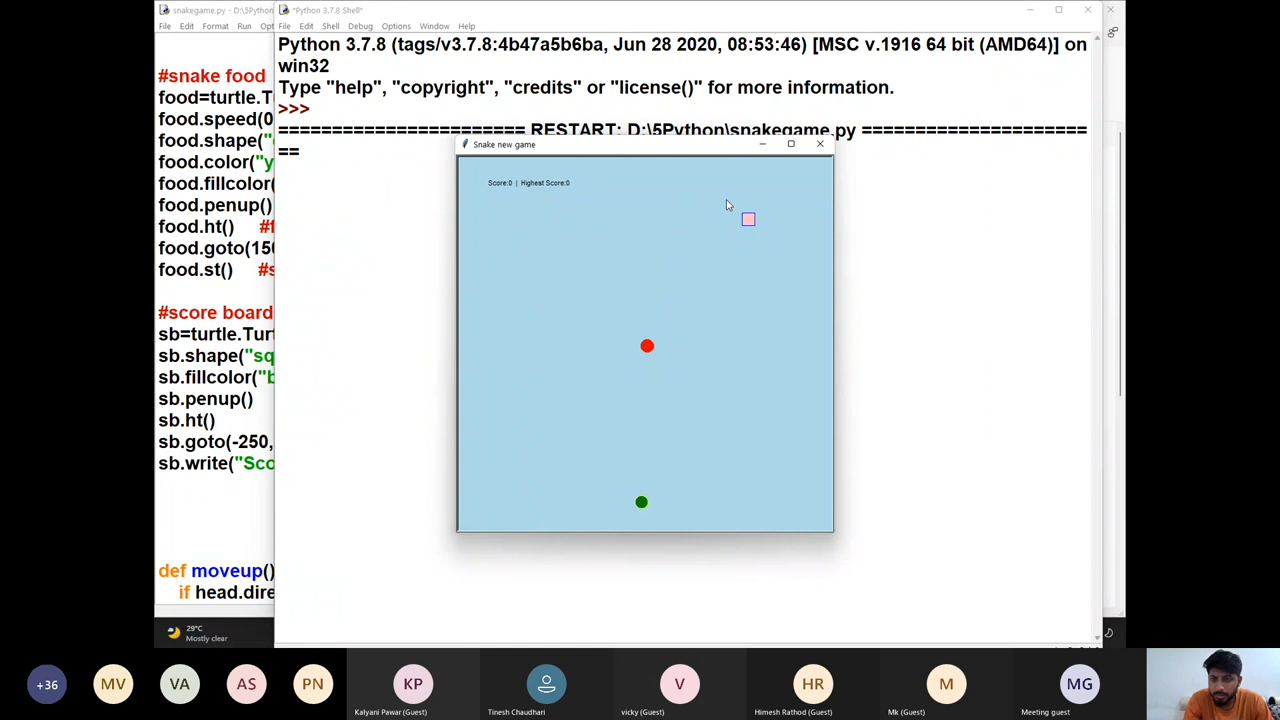 snakegame.py - D:\5Pytho
File Edit Format Run Op
#snake food
food=turtle.T
food.speed(0
food.shape("
food.color("y
food.fillcolor(
food.penup()
food.ht() #f
food.goto(150
food.st() #s
#score board
sb=turtle.Tur
sb.shape("sq
sb.fillcolor("b
sb.penup()
sb.ht()
sb.goto(-250,
sb.write("Sco
def moveup()
if head.dire
*Python 3.7.8 Shell*
File Edit Shell Debug Options Window Help
Python 3.7.8 (tags/v3.7.8:4b47a5b6ba, Jun 28 2020, 08:53:46) [MSC v.1916 64 bit (AMD64)] on
win32
Type "help", "copyright", "credits" or "license()" for more information.
>>>
======================= RESTART: D:\5Python\snakegame.py =====================
==
Snake new game
Score:0 | Highest Score:0
29°C
Mostly clear
+36 MV VA AS PN KP V HR M MG
Kalyani Pawar (Guest) Tinesh Chaudhari vicky (Guest) Himesh Rathod (Guest) Mk (Guest) Meeting guest